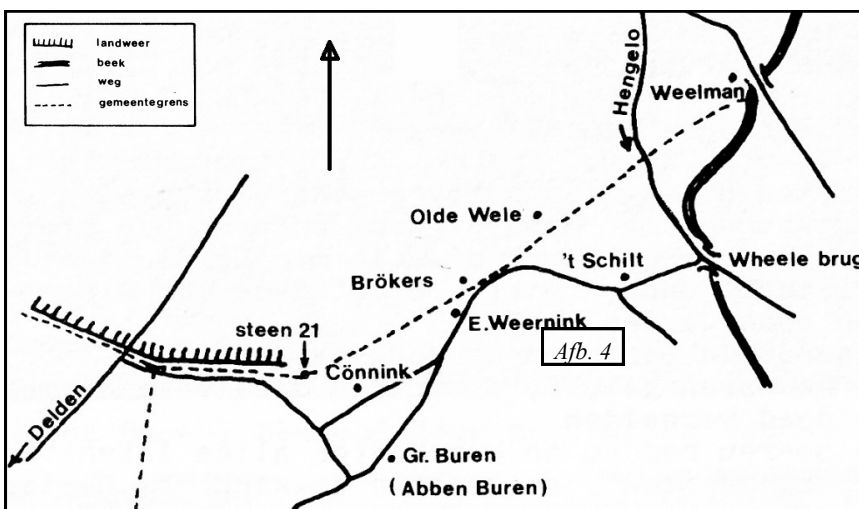 landweer
beek
weg
gemeentegrens
Hengelo
Weelman
Olde Wele
't Schilt
Wheele brug
Brökers
E. Weernink
steen 21
Afb. 4
Cönnink
Delden
Gr. Buren
(Abben Buren)